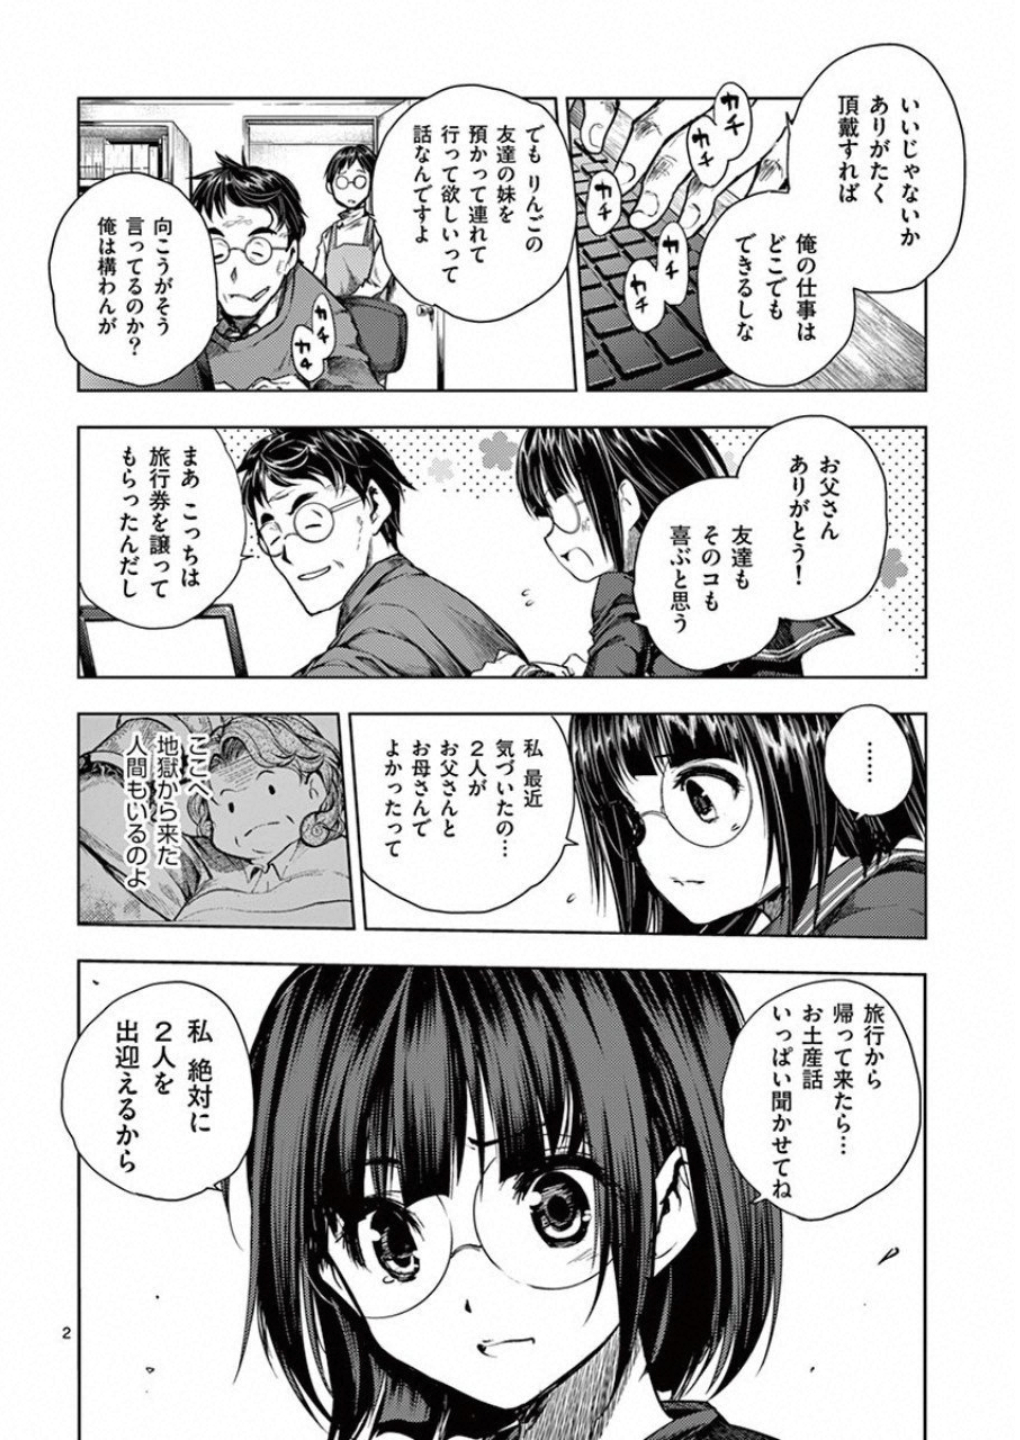 いいじゃないか
ありがたく
頂戴すれば
俺の仕事は
どこでも
できるしな
カチ
カチ
カチ
カチ
でも りんごの
友達の妹を
預かって連れて
行って欲しいって
話なんですよ
カチ
カチ
向こうがそう
言ってるのか？
俺は構わんが
お父さん
ありがとう！
友達も
そのコも
喜ぶと思う
まあ こっちは
旅行券を譲って
もらったんだし
……
私 最近
気づいたの…
2人が
お父さんと
お母さんで
よかったって
ここへ
地獄から来た
人間もいるのよ
旅行から
帰って来たら…
お土産話
いっぱい聞かせてね
私 絶対に
2人を
出迎えるから
2